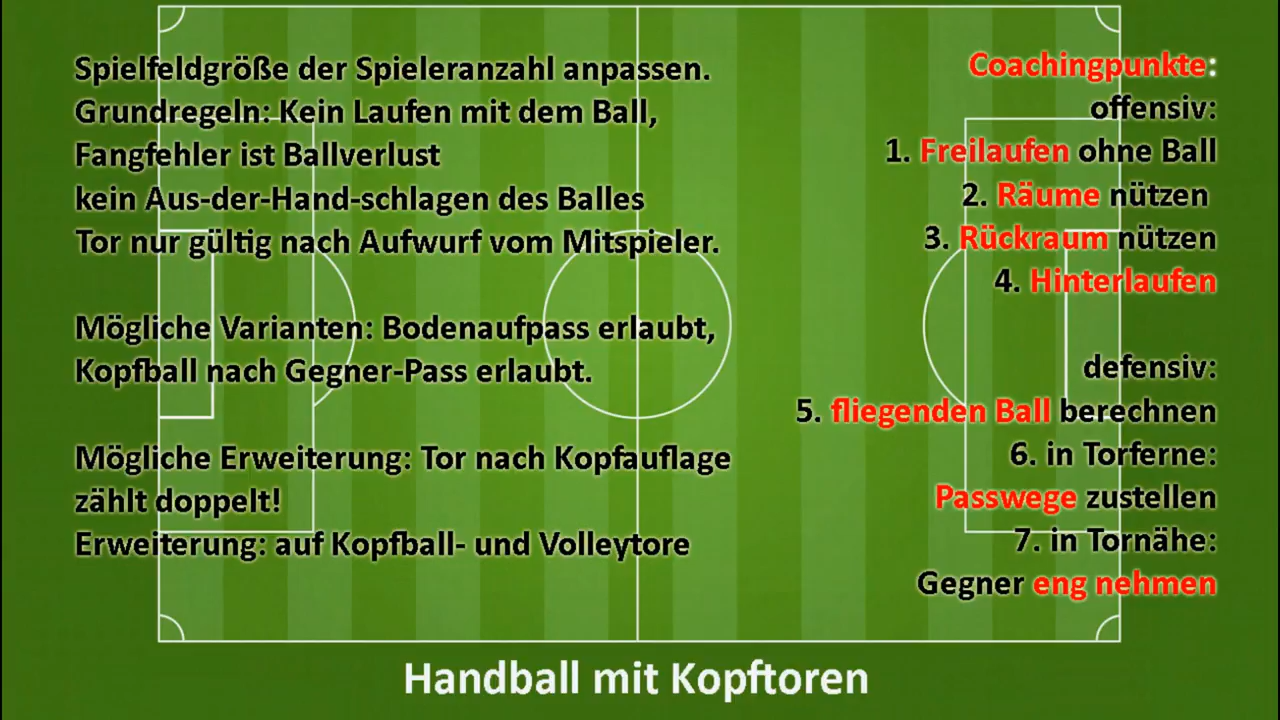 Spielfeldgröße der Spieleranzahl anpassen.
Grundregeln: Kein Laufen mit dem Ball,
Fangfehler ist Ballverlust
kein Aus-der-Hand-schlagen des Balles
Tor nur gültig nach Aufwurf vom Mitspieler.
Mögliche Varianten: Bodenaufpass erlaubt,
Kopfball nach Gegner-Pass erlaubt.
Mögliche Erweiterung: Tor nach Kopfauflage
zählt doppelt!
Erweiterung: auf Kopfball- und Volleytore
Coachingpunkte:
offensiv:
1. Freilaufen ohne Ball
2. Räume nützen
3. Rückraum nützen
4. Hinterlaufen
defensiv:
5. fliegenden Ball berechnen
6. in Torferne:
Passwege zustellen
7. in Tornähe:
Gegner eng nehmen
Handball mit Kopftoren